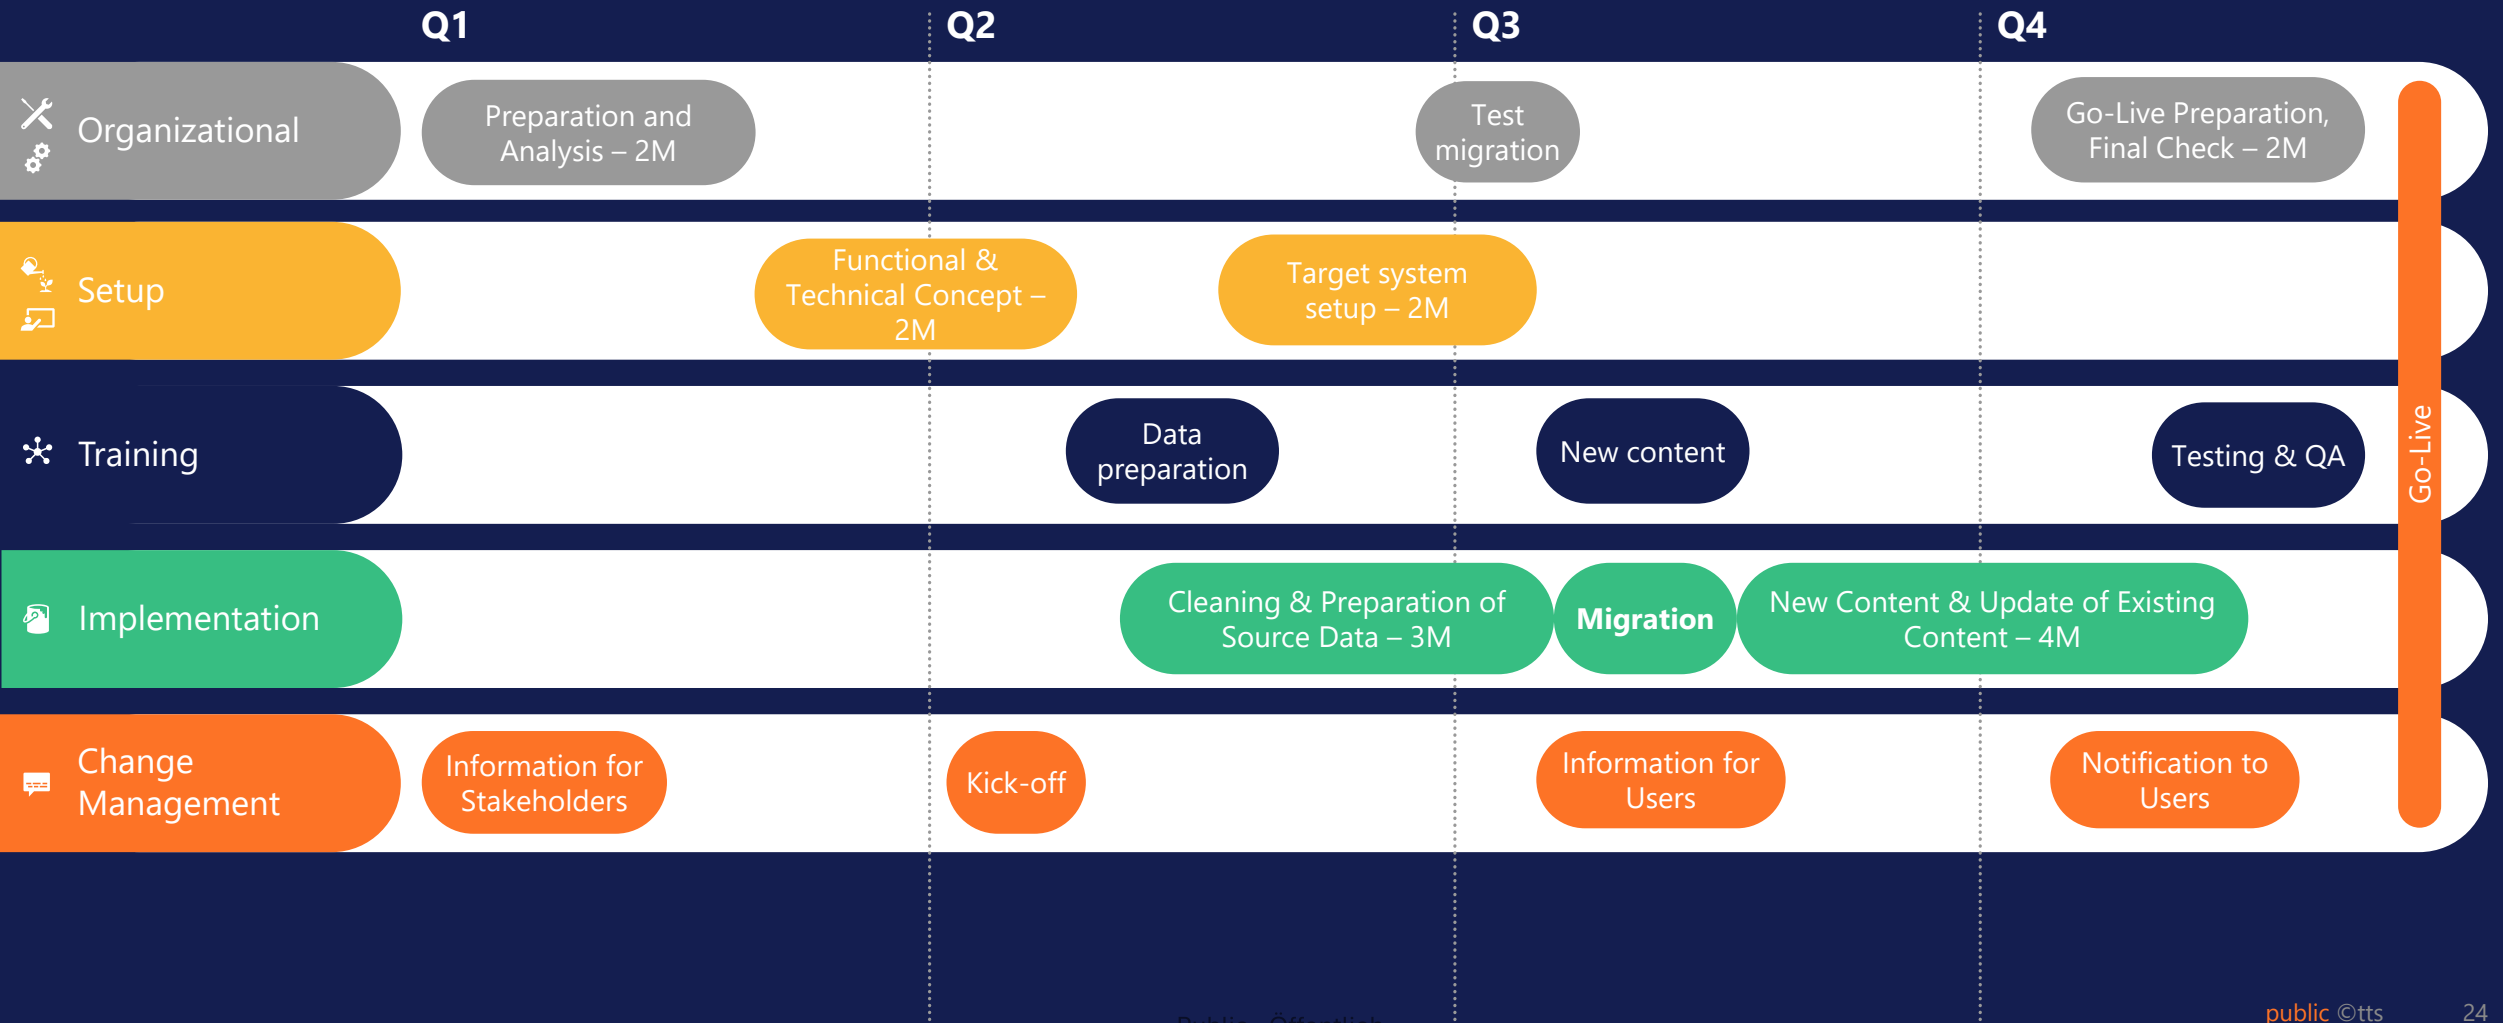 Q1
Q2
Q3
Q4
Organizational
Preparation and
Analysis – 2M
Test
migration
Go-Live Preparation,
Final Check – 2M
Setup
Functional &
Technical Concept –
2M
Target system
setup – 2M
Training
Data
preparation
New content
Testing & QA
Go-Live
Implementation
Cleaning & Preparation of
Source Data – 3M
Migration
New Content & Update of Existing
Content – 4M
Change
Management
Information for
Stakeholders
Kick-off
Information for
Users
Notification to
Users
Public - Öffentlich
public ©tts
24